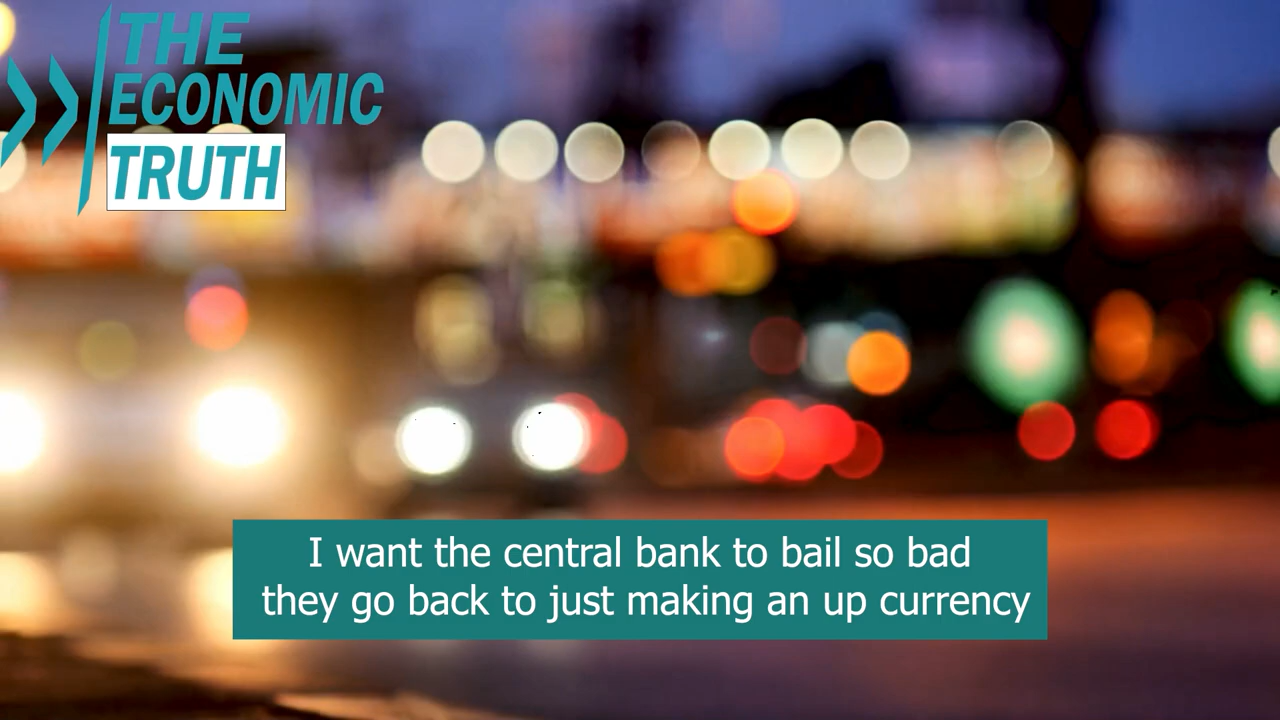 THE
ECONOMIC
TRUTH
I want the central bank to bail so bad
they go back to just making an up currency